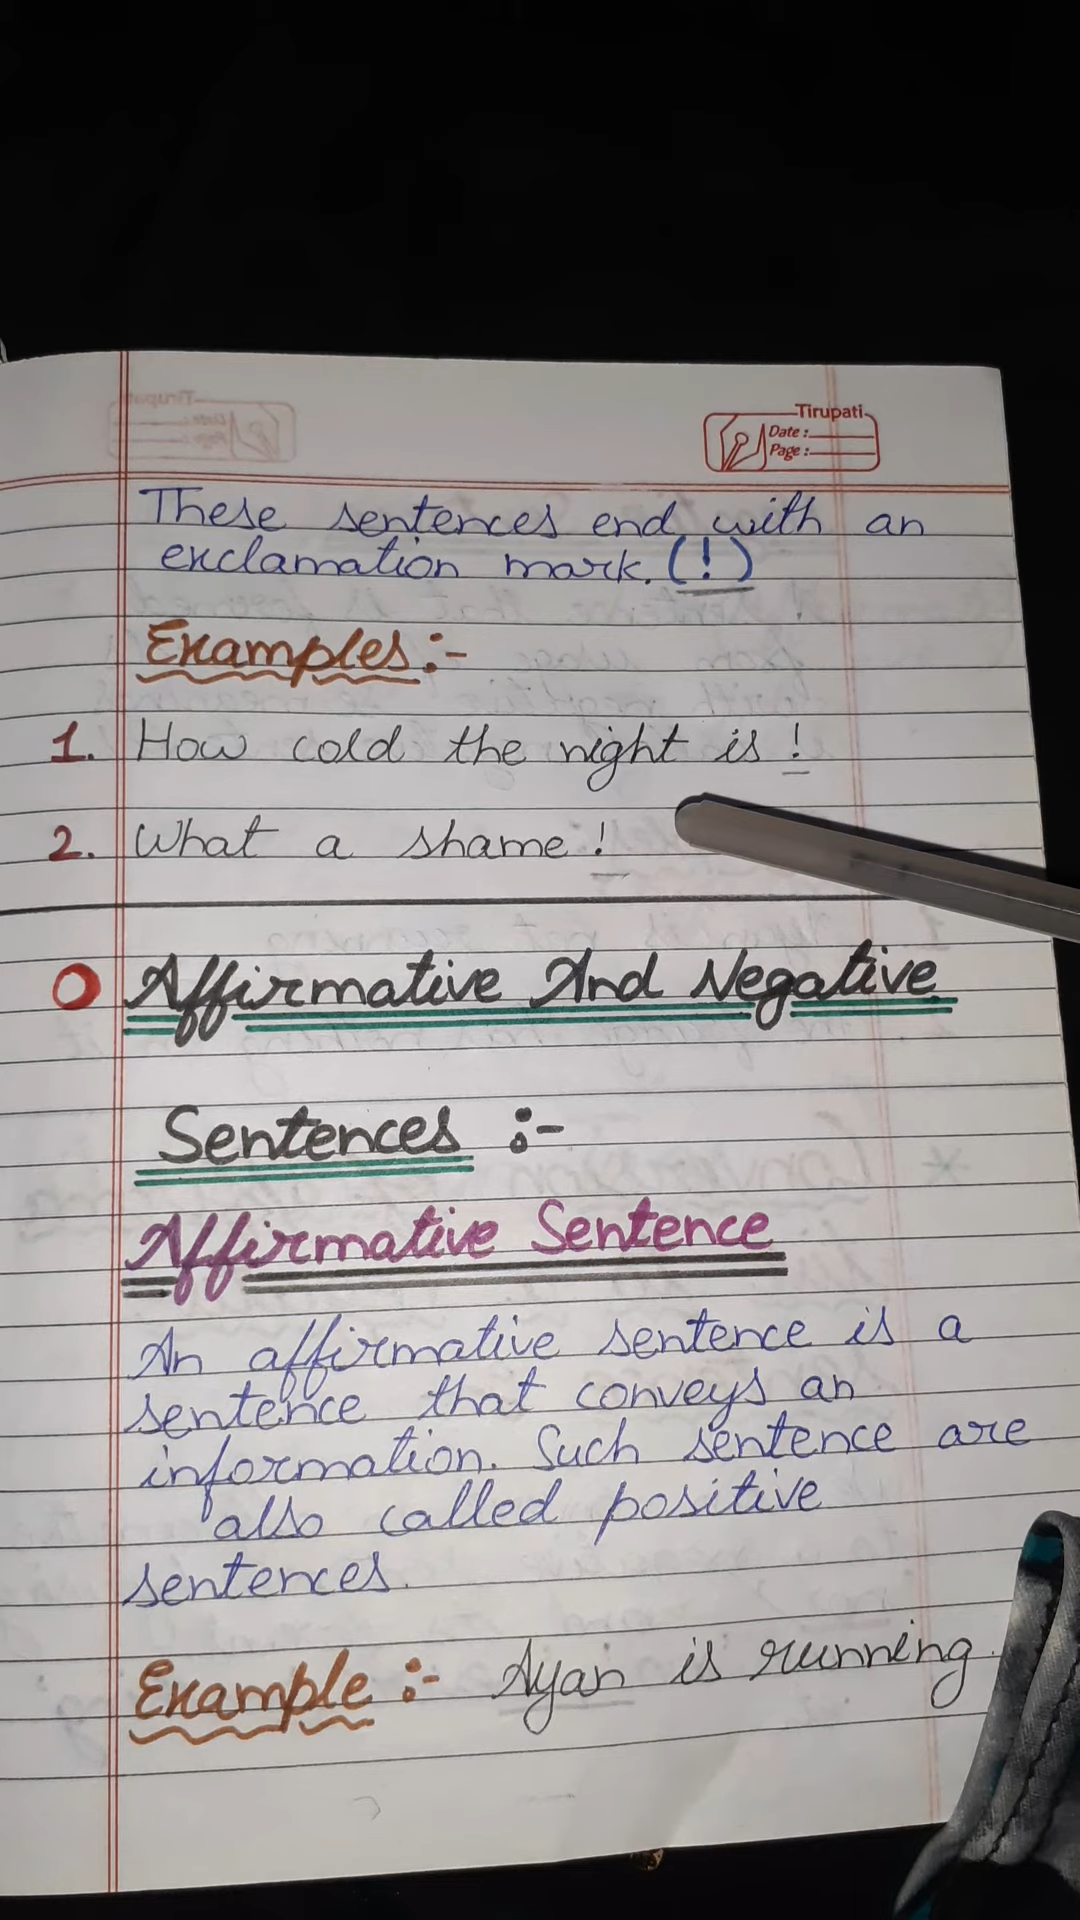 Tirupati
Date :
Page :
These sentences end with an
exclamation mark. (!)
Examples :-
1. How cold the night is !
2. What a shame !
Affirmative And Negative
Sentences :-
Affirmative Sentence
An affirmative sentence is a
sentence that conveys an
information. Such sentence are
also called positive
sentences.
Example :- Ayan is running.